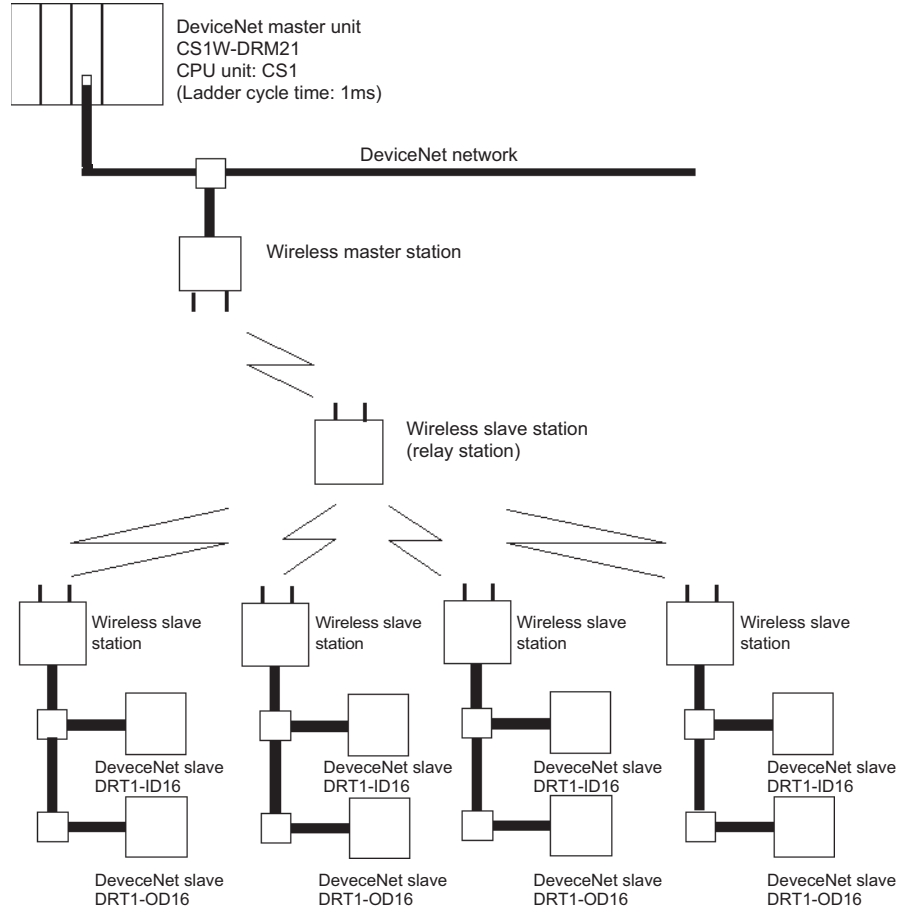 DeviceNet master unit
CS1W-DRM21
CPU unit: CS1
(Ladder cycle time: 1ms)
DeviceNet network
Wireless master station
Wireless slave station
(relay station)
Wireless slave
station
Wireless slave
station
Wireless slave
station
Wireless slave
station
DeveceNet slave
DRT1-ID16
DeveceNet slave
DRT1-ID16
DeveceNet slave
DRT1-ID16
DeveceNet slave
DRT1-ID16
DeveceNet slave
DRT1-OD16
DeveceNet slave
DRT1-OD16
DeveceNet slave
DRT1-OD16
DeveceNet slave
DRT1-OD16